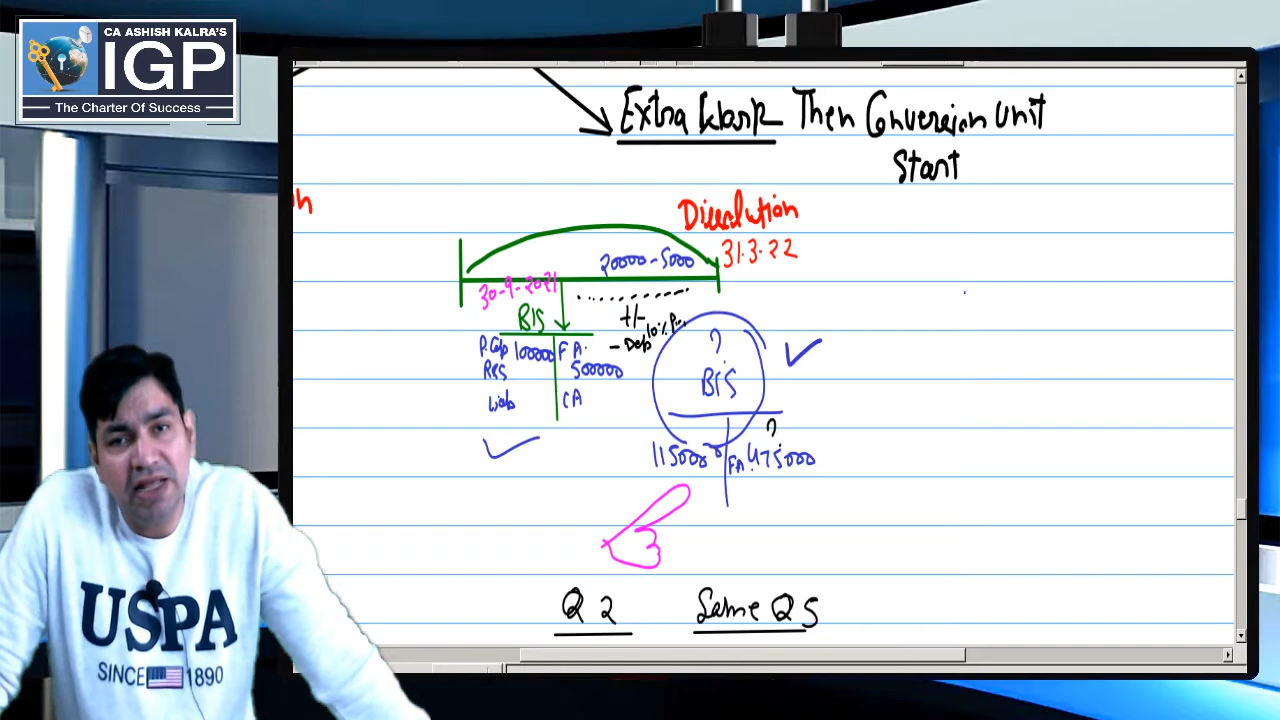 CA ASHISH KALRA'S
IGP
The Charter Of Success
Extra Work Then Conversion Unit
Start
Dissolution
31.3.22
20000-5000
30-9-2021
B/S
+/-
- Dep 10%
P.Cap 100000 F A.
Res 500000
Liab CA
?
B/S
?
115000 FA. 475000
Q 2 Same Q 5
USPA
SINCE 1890